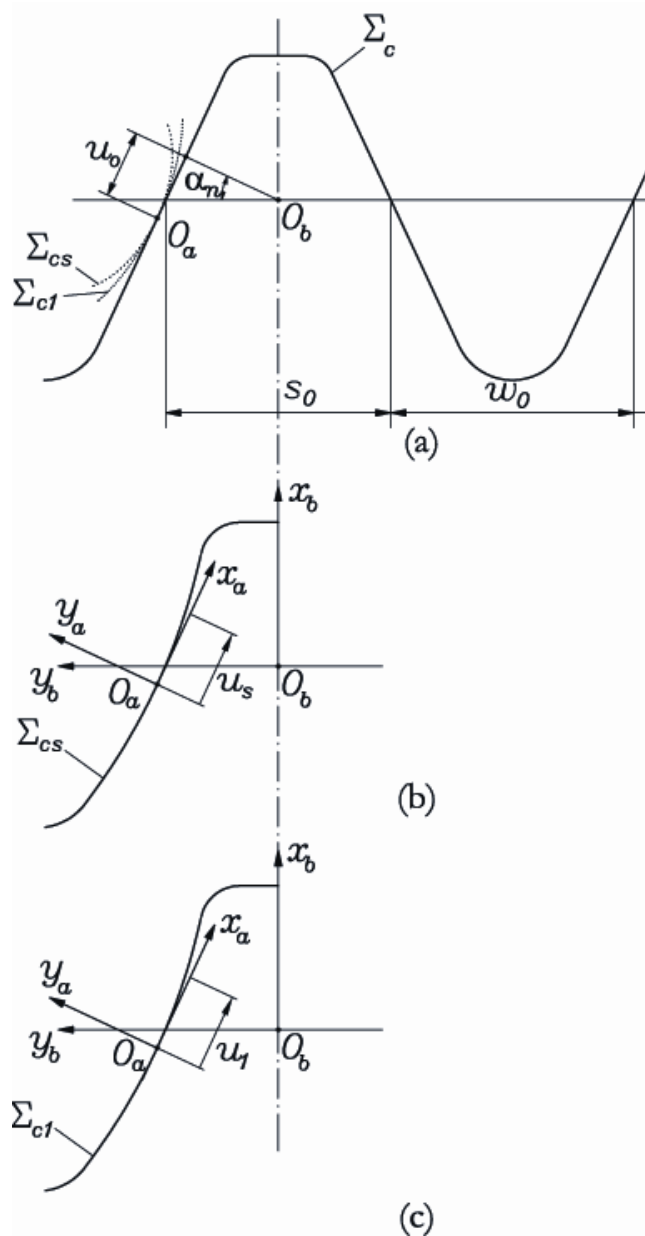 Σc
uo
αn
Ob
Oa
Σcs
Σc1
s0
w0
(a)
xb
xa
ya
yb
Oa
us
Ob
Σcs
(b)
xb
xa
ya
yb
Oa
u1
Ob
Σc1
(c)